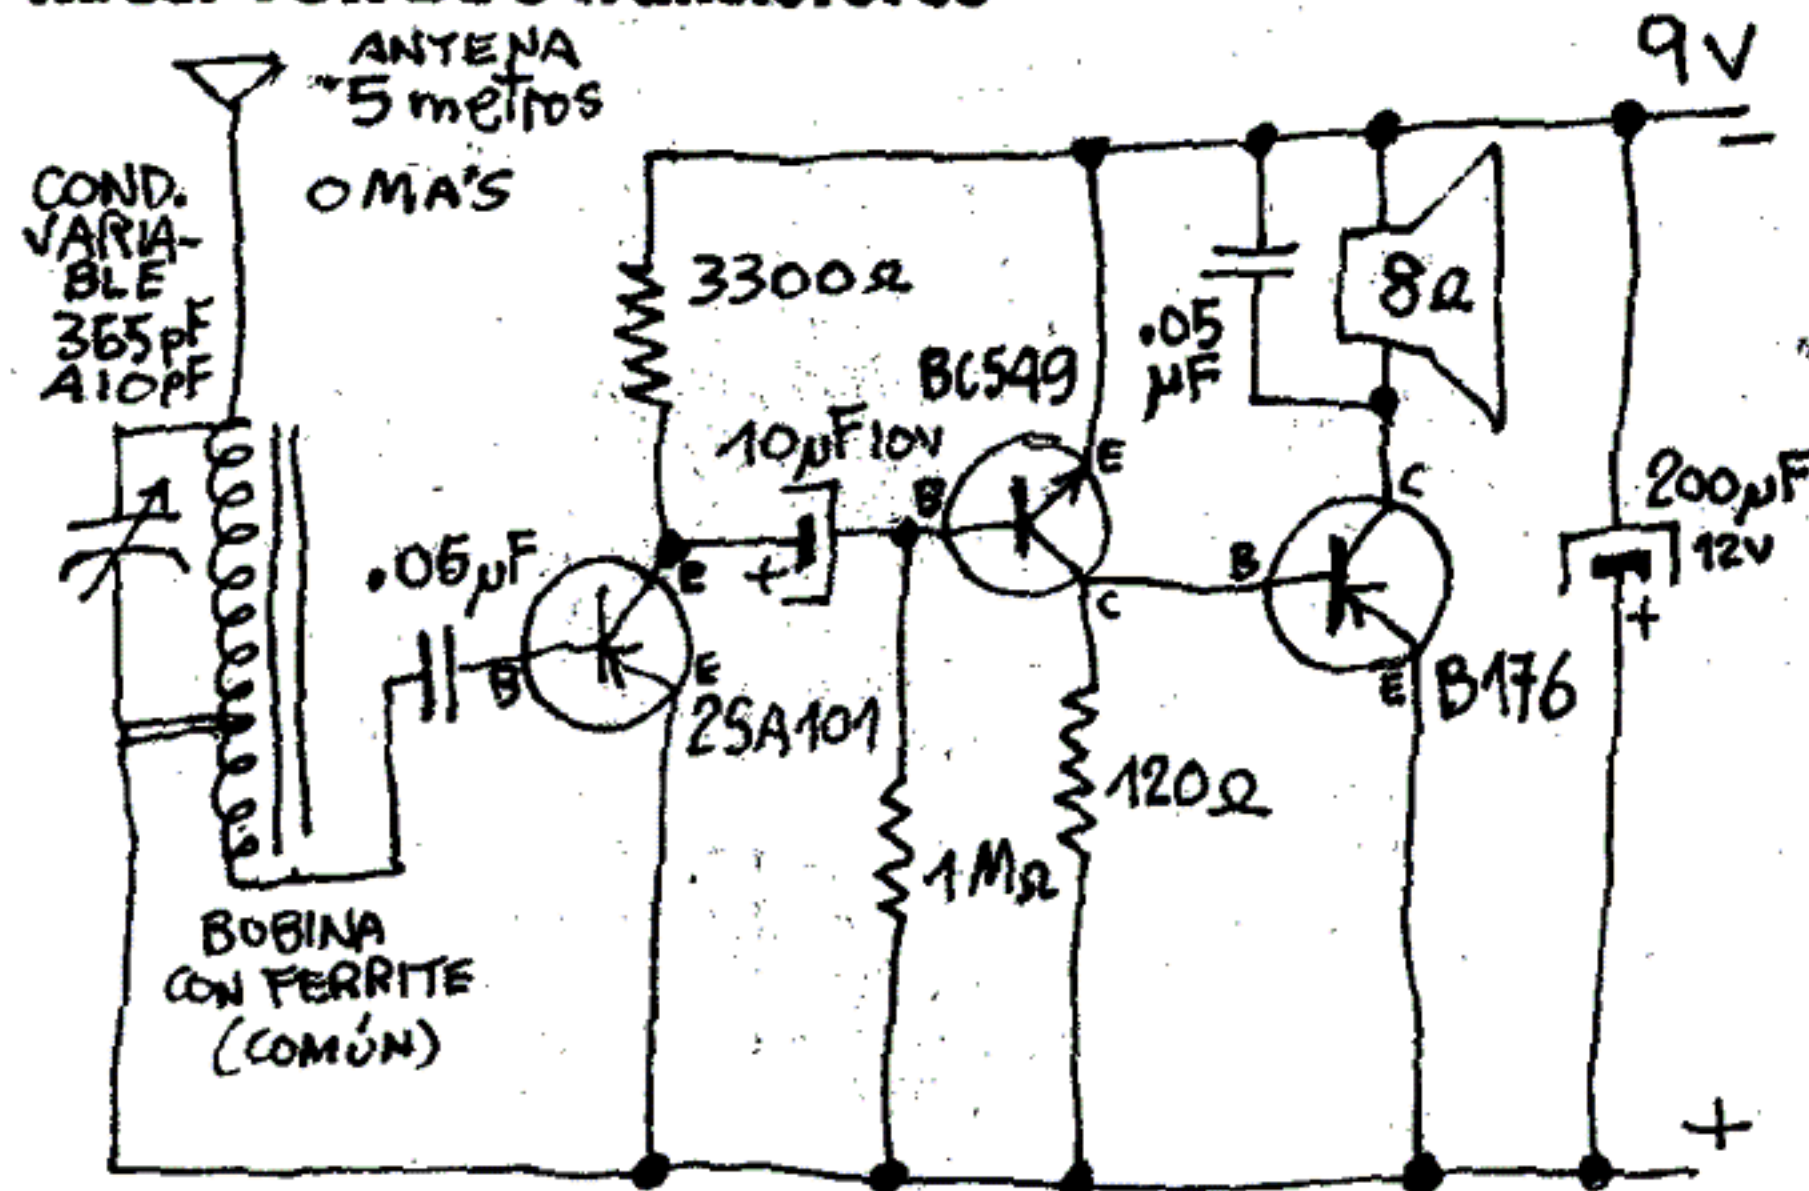 ANTENA
5 metros
O MA'S
9V
-
COND.
VARIA-
BLE
365pF
A10pF
3300Ω
BC549
.05
µF
8Ω
10µF10V
+
.05µF
B
E
C
B
E
C
B
E
B
E
2SA101
B176
200µF
12V
+
120Ω
1MΩ
BOBINA
CON FERRITE
(COMÚN)
+